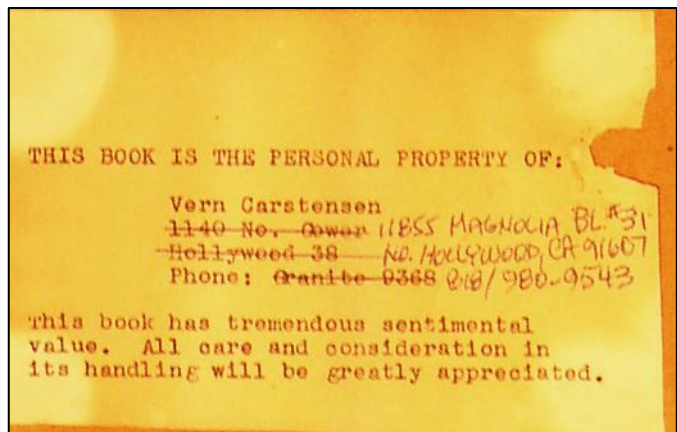 THIS BOOK IS THE PERSONAL PROPERTY OF:
Vern Carstensen
1140 No. Gower 11855 MAGNOLIA BL. #31
Hollywood 38 NO. HOLLYWOOD, CA 91607
Phone: Granite 9368 818/980-9543
This book has tremendous sentimental
value. All care and consideration in
its handling will be greatly appreciated.